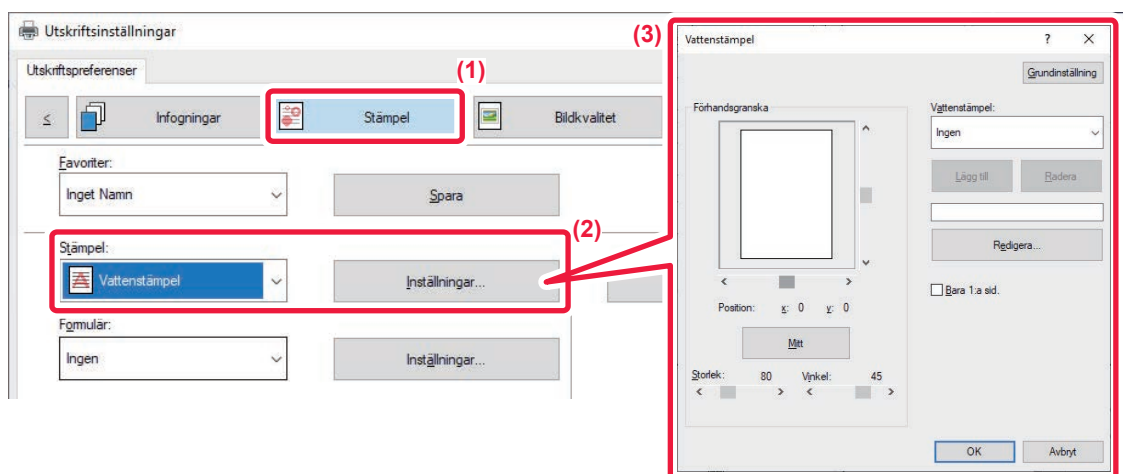 Utskriftsinställningar
Utskriftspreferenser
(1)
<
Infogningar
Stämpel
Bildkvalitet
Favoriter:
Inget Namn
Spara
(2)
Stämpel:
Vattenstämpel
Inställningar...
Formulär:
Ingen
Inställningar...
(3)
Vattenstämpel
?
Grundinställning
Förhandsgranska
Vattenstämpel:
Ingen
Lägg till
Radera
Redigera...
Bara 1:a sid.
Position: x: 0 y: 0
Mitt
Storlek: 80 Vinkel: 45
OK
Avbryt